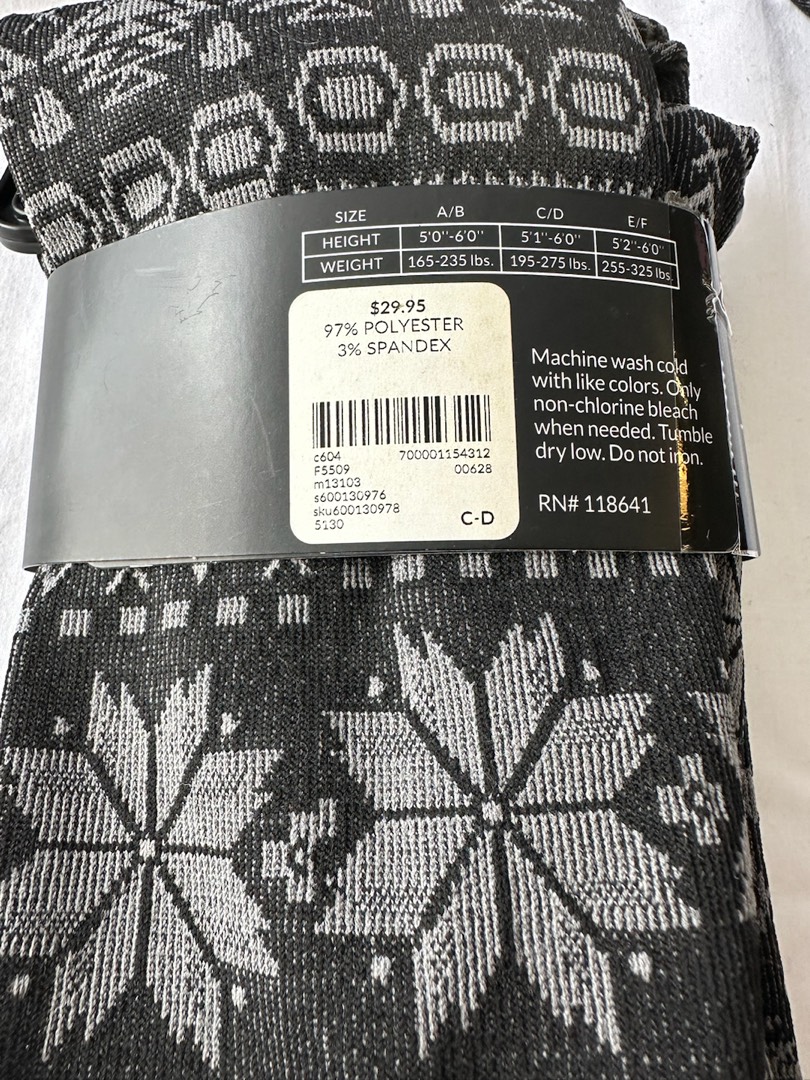 SIZE A/B C/D E/F
HEIGHT 5'0''-6'0'' 5'1''-6'0'' 5'2''-6'0''
WEIGHT 165-235 lbs. 195-275 lbs. 255-325 lbs.
$29.95
97% POLYESTER
3% SPANDEX
c604 700001154312
F5509 00628
m13103
s600130976
sku600130978
5130 C-D
Machine wash cold
with like colors. Only
non-chlorine bleach
when needed. Tumble
dry low. Do not iron.
RN# 118641